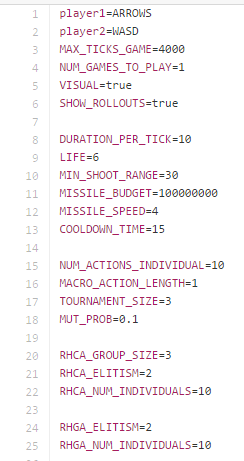 1 player1=ARROWS
2 player2=WASD
3 MAX_TICKS_GAME=4000
4 NUM_GAMES_TO_PLAY=1
5 VISUAL=true
6 SHOW_ROLLOUTS=true
7
8 DURATION_PER_TICK=10
9 LIFE=6
10 MIN_SHOOT_RANGE=30
11 MISSILE_BUDGET=100000000
12 MISSILE_SPEED=4
13 COOLDOWN_TIME=15
14
15 NUM_ACTIONS_INDIVIDUAL=10
16 MACRO_ACTION_LENGTH=1
17 TOURNAMENT_SIZE=3
18 MUT_PROB=0.1
19
20 RHCA_GROUP_SIZE=3
21 RHCA_ELITISM=2
22 RHCA_NUM_INDIVIDUALS=10
23
24 RHGA_ELITISM=2
25 RHGA_NUM_INDIVIDUALS=10